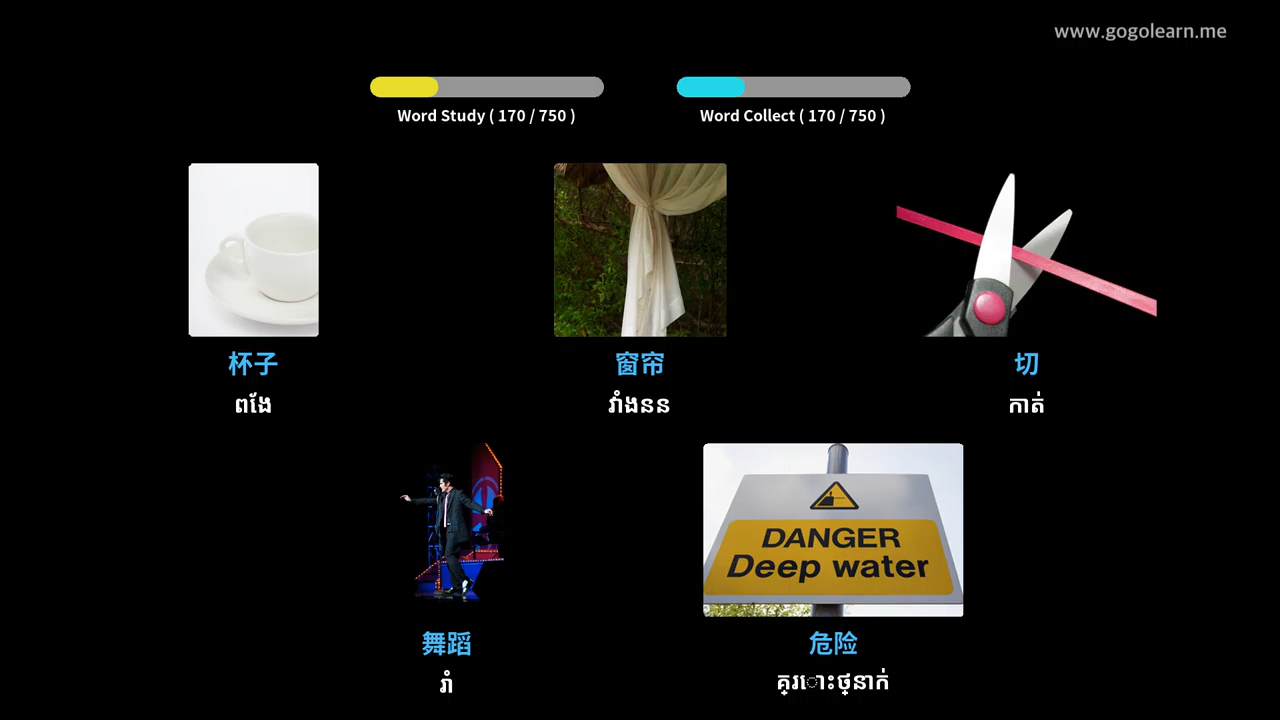 www.gogolearn.me
Word Study ( 170 / 750 )
Word Collect ( 170 / 750 )
杯子
ពែង
窗帘
វាំងនន
切
កាត់
DANGER
Deep water
舞蹈
រាំ
危险
គ្រោះថ្នាក់